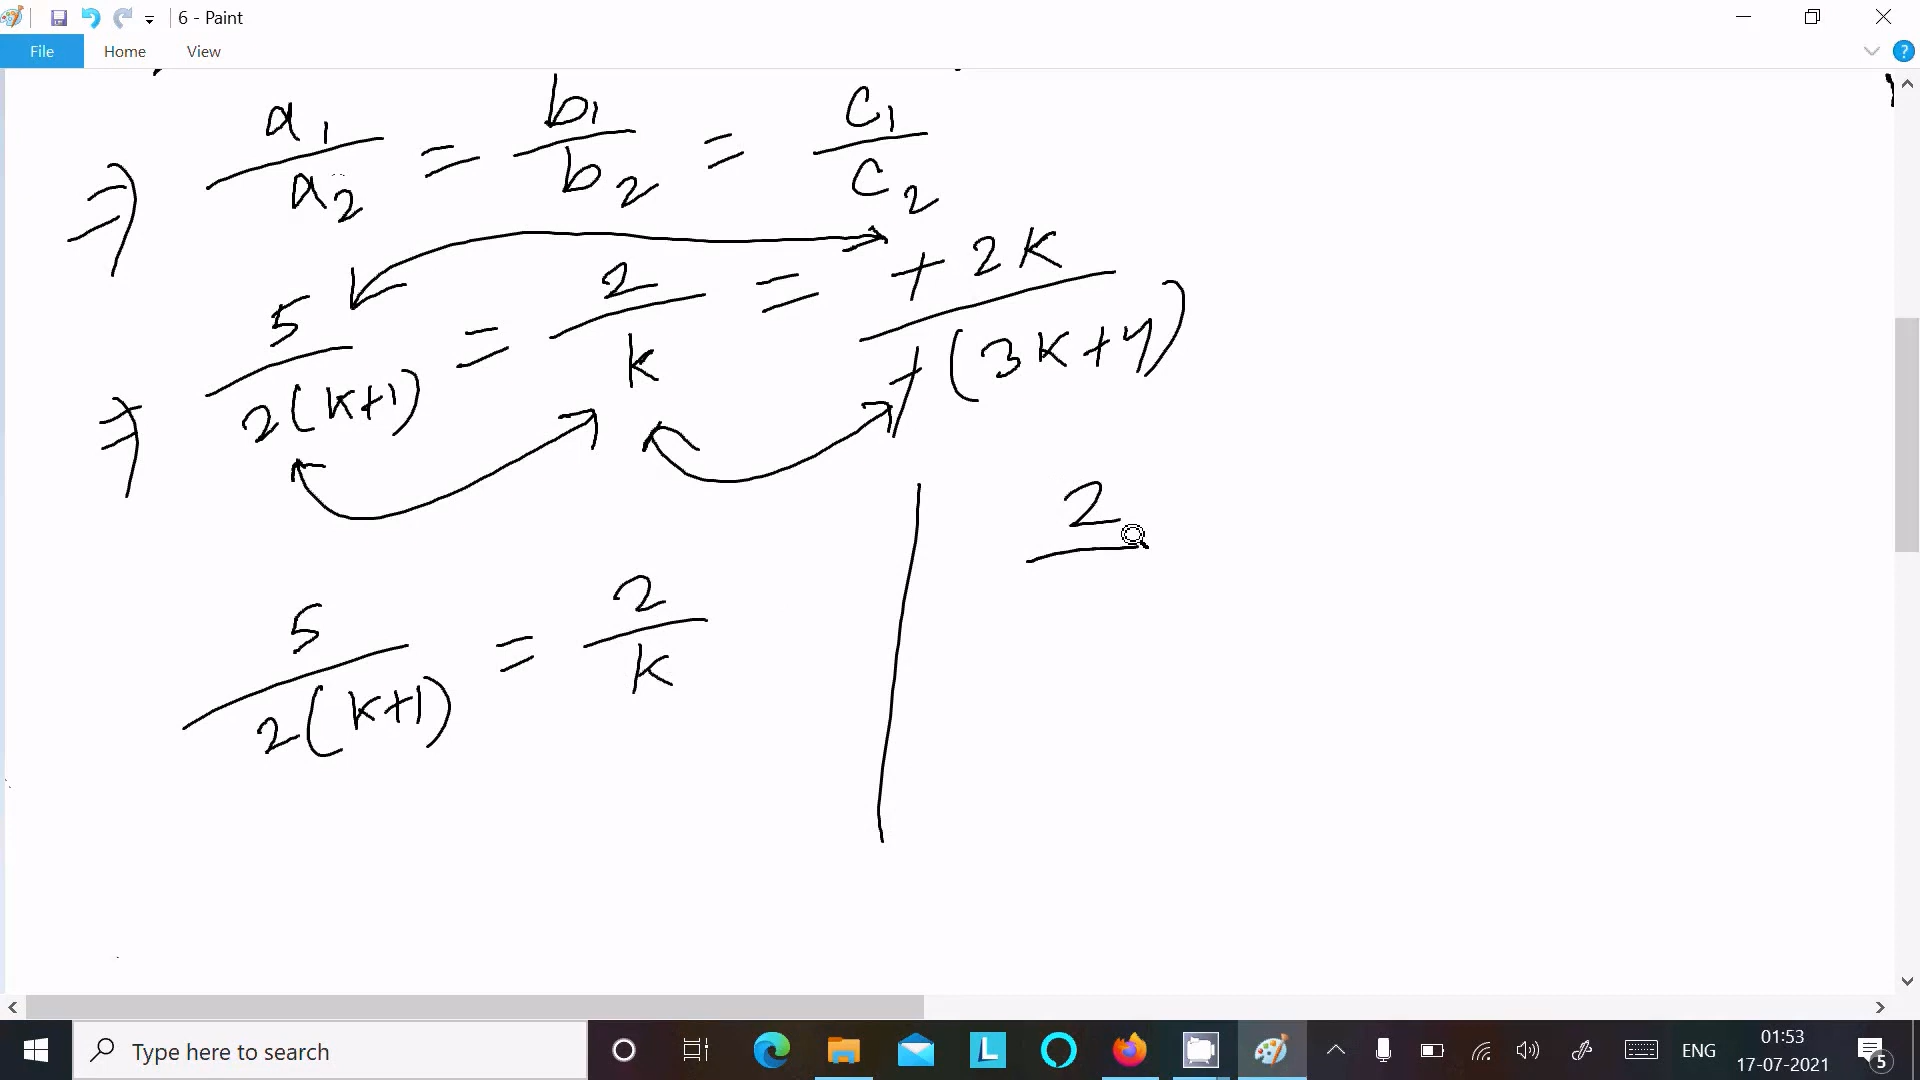 6 - Paint
File Home View
⇒ a1/a2 = b1/b2 = c1/c2
⇒ 5/2(k+1) = 2/k = +2k/+(3k+4)
5/2(k+1) = 2/k
2
Type here to search
ENG
01:53
17-07-2021
5